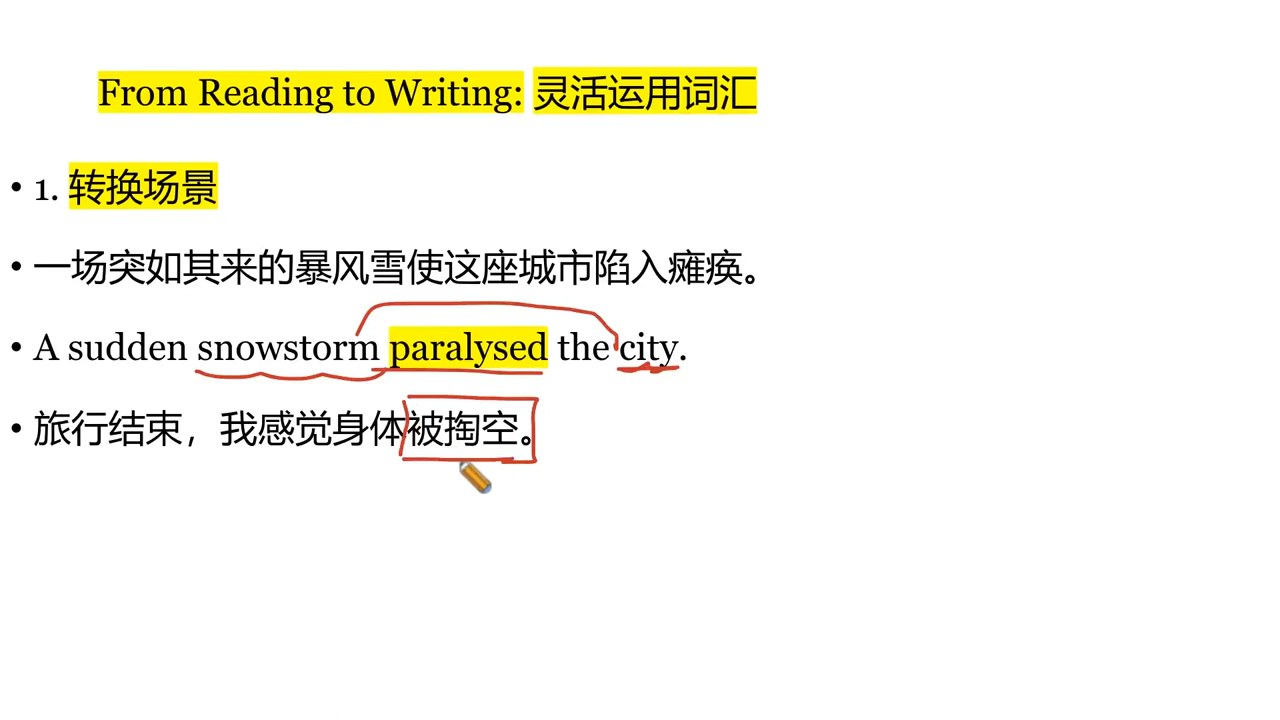 From Reading to Writing: 灵活运用词汇
• 1. 转换场景
• 一场突如其来的暴风雪使这座城市陷入瘫痪。
• A sudden snowstorm paralysed the city.
• 旅行结束，我感觉身体被掏空。